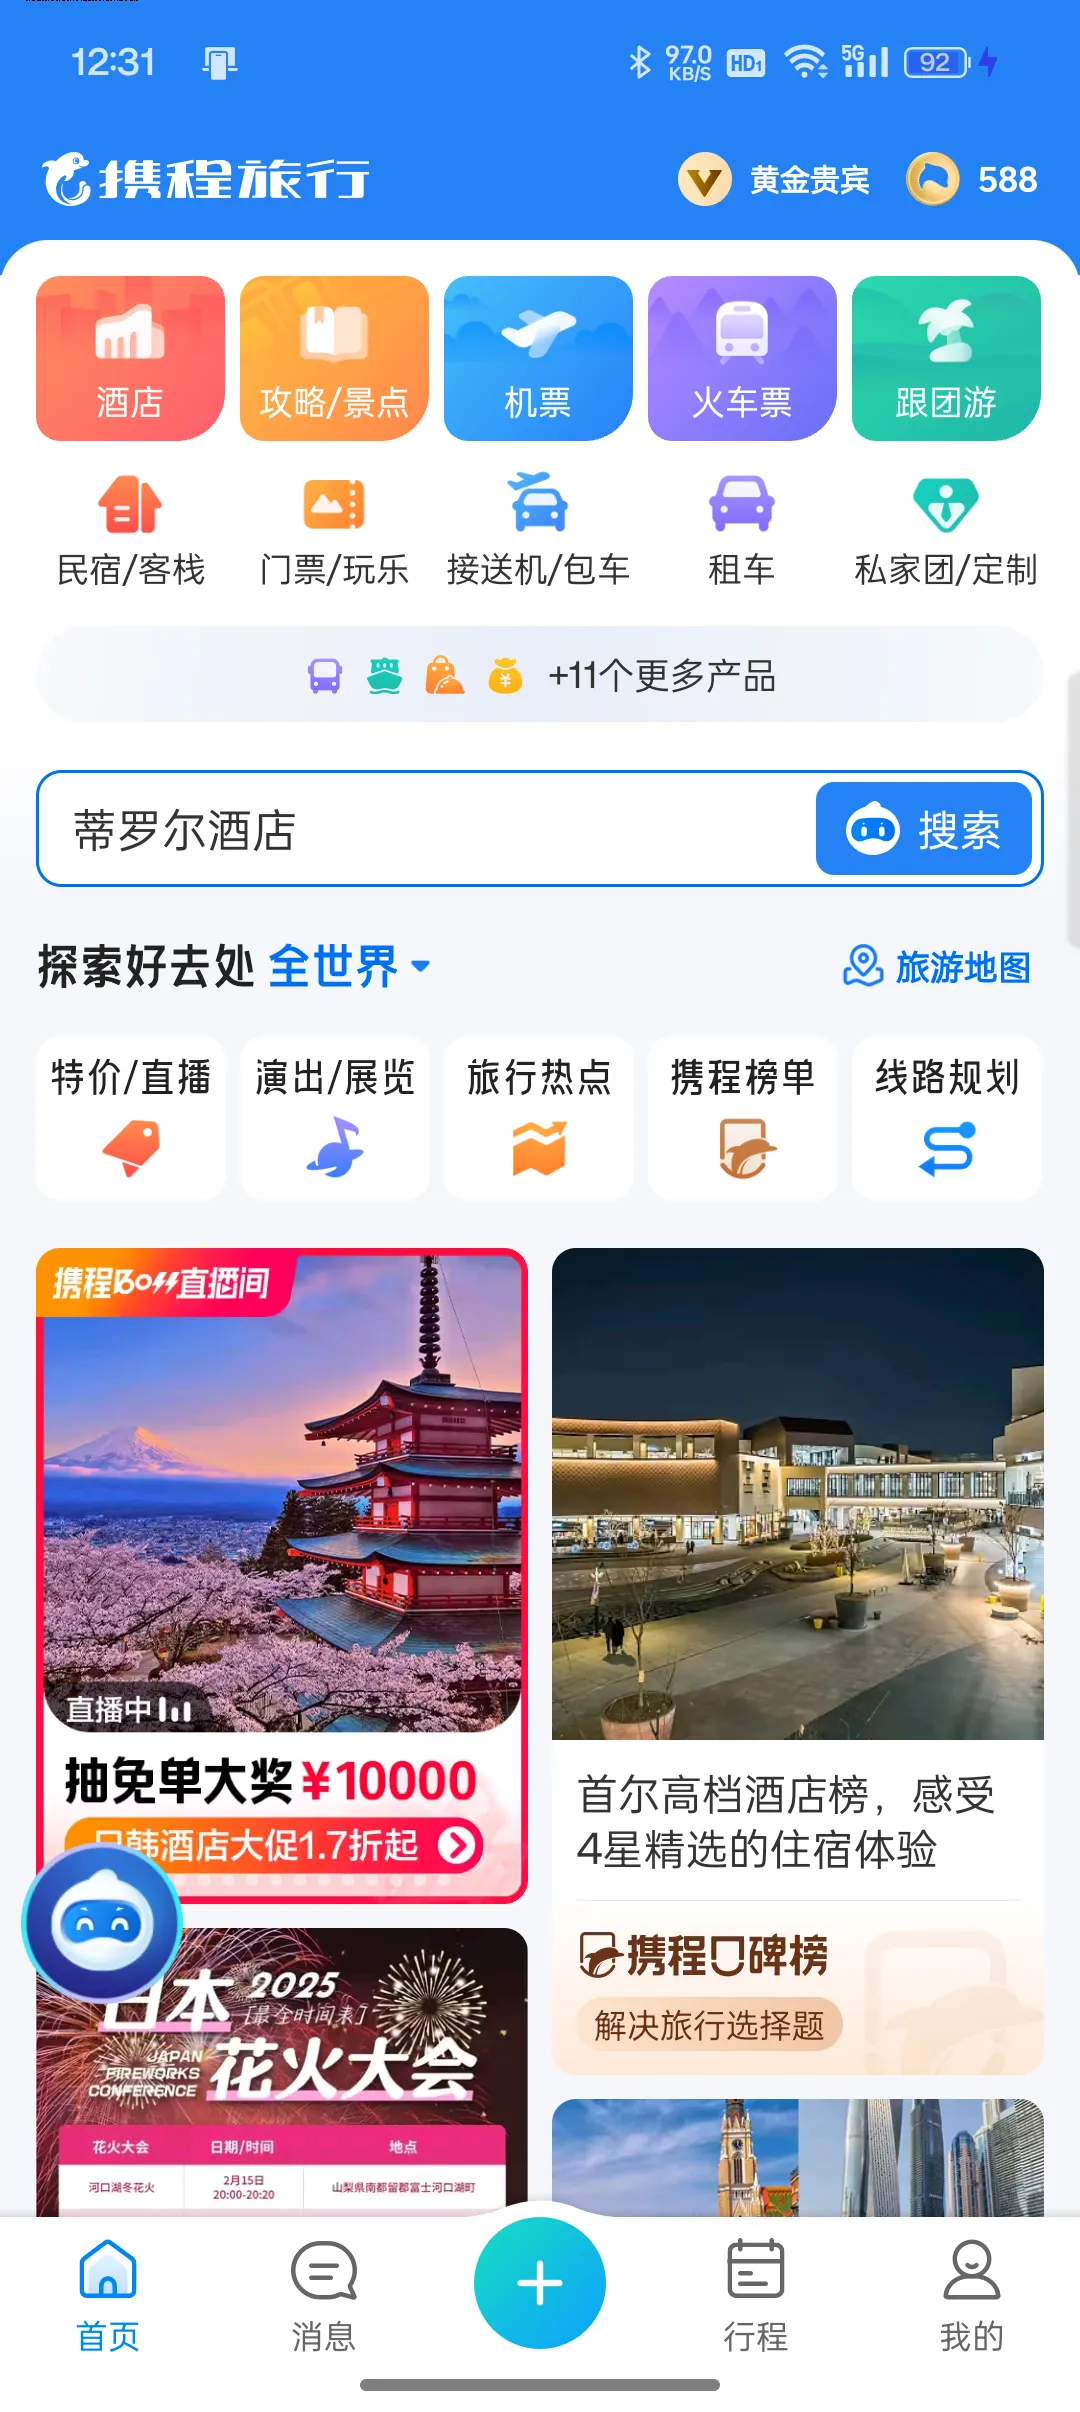 12:31
97.0
KB/S
HD1
5G
92
携程旅行
黄金贵宾
588
酒店
攻略/景点
机票
火车票
跟团游
民宿/客栈
门票/玩乐
接送机/包车
租车
私家团/定制
+11个更多产品
蒂罗尔酒店
搜索
探索好去处 全世界
旅游地图
特价/直播
演出/展览
旅行热点
携程榜单
线路规划
携程Boss直播间
直播中
抽免单大奖¥10000
日韩酒店大促1.7折起
首尔高档酒店榜，感受
4星精选的住宿体验
携程口碑榜
解决旅行选择题
日本
2025
[最全时间表]
JAPAN
FIREWORKS
CONFERENCE
花火大会
花火大会
日期/时间
地点
河口湖冬花火
2月15日
20:00-20:20
山梨県南都留郡富士河口湖町
首页
消息
行程
我的